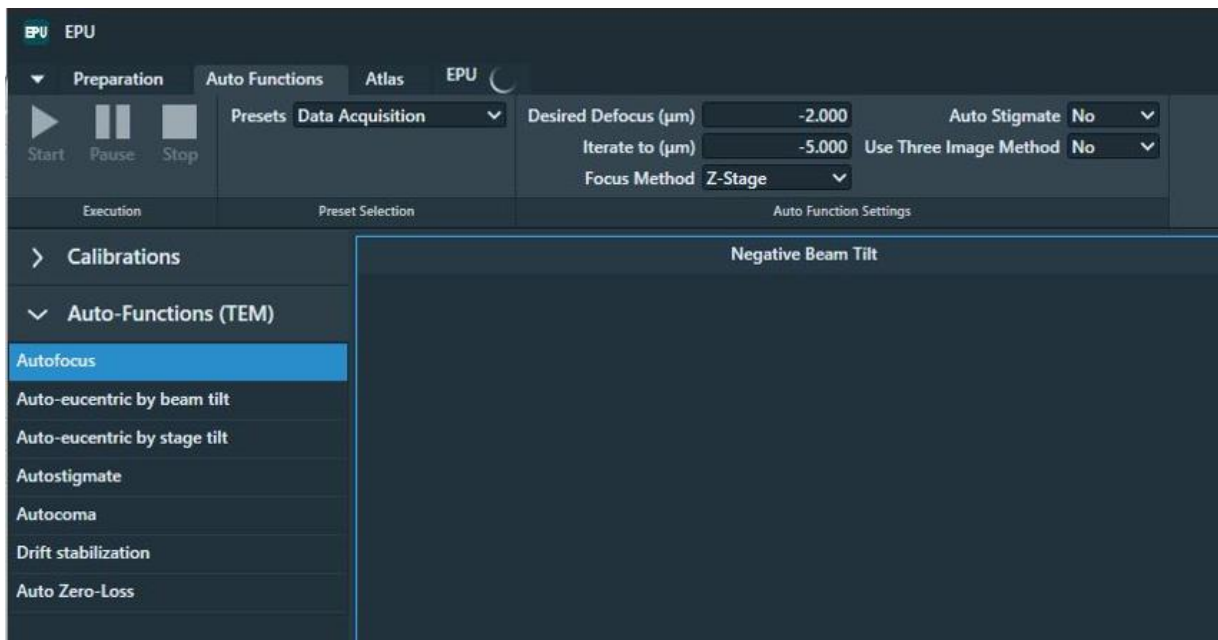 EPU EPU
Preparation Auto Functions Atlas EPU
Start Pause Stop
Execution
Presets Data Acquisition
Preset Selection
Desired Defocus (µm) -2.000 Auto Stigmate No
Iterate to (µm) -5.000 Use Three Image Method No
Focus Method Z-Stage
Auto Function Settings
Calibrations
Auto-Functions (TEM)
Autofocus
Auto-eucentric by beam tilt
Auto-eucentric by stage tilt
Autostigmate
Autocoma
Drift stabilization
Auto Zero-Loss
Negative Beam Tilt